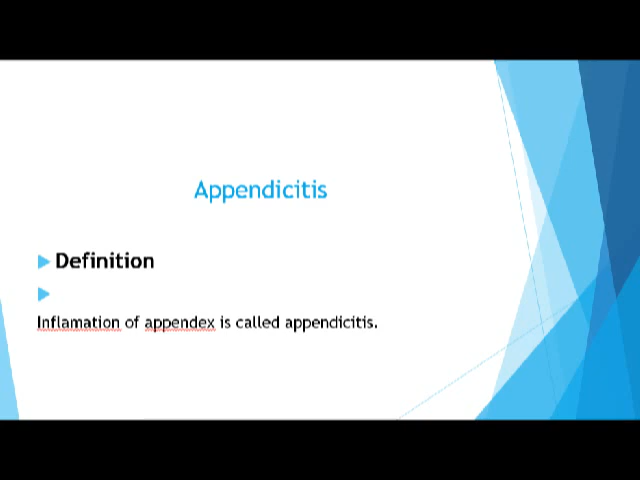 Appendicitis
Definition
Inflamation of appendex is called appendicitis.